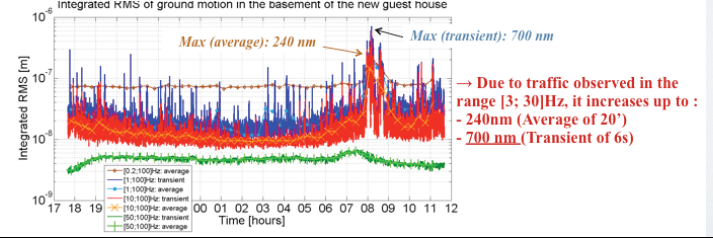 Integrated RMS of ground motion in the basement of the new guest house
10^-6
Max (average): 240 nm
Max (transient): 700 nm
10^-7
10^-8
10^-9
Integrated RMS [m]
[0.2;100]Hz: average
[1;100]Hz: transient
[1;100]Hz: average
[10;100]Hz: transient
[10;100]Hz: average
[50;100]Hz: transient
[50;100]Hz: average
17 18 19 00 01 02 03 04 05 06 07 08 09 10 11 12
Time [hours]
→ Due to traffic observed in the
range [3; 30]Hz, it increases up to :
- 240nm (Average of 20’)
- 700 nm (Transient of 6s)